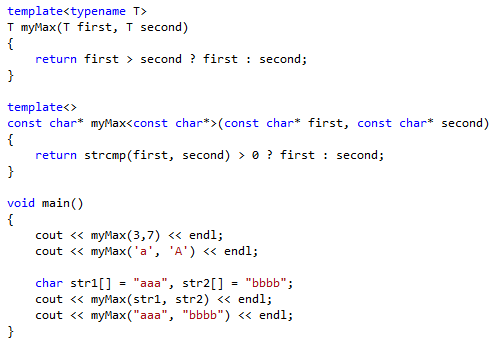 template<typename T>
T myMax(T first, T second)
{
    return first > second ? first : second;
}

template<>
const char* myMax<const char*>(const char* first, const char* second)
{
    return strcmp(first, second) > 0 ? first : second;
}

void main()
{
    cout << myMax(3,7) << endl;
    cout << myMax('a', 'A') << endl;

    char str1[] = "aaa", str2[] = "bbbb";
    cout << myMax(str1, str2) << endl;
    cout << myMax("aaa", "bbbb") << endl;
}